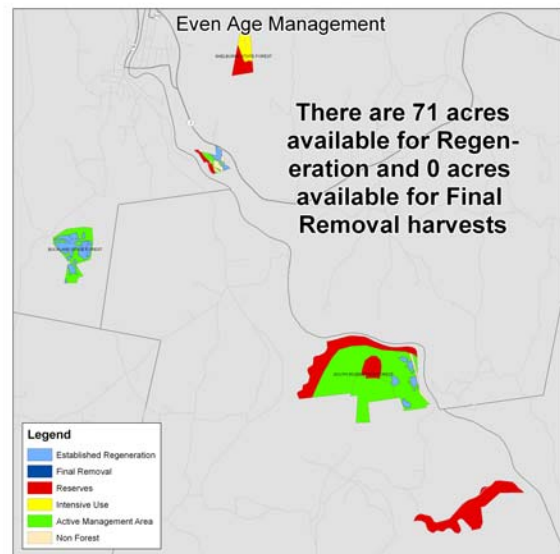 Even Age Management
There are 71 acres
available for Regen-
eration and 0 acres
available for Final
Removal harvests
Legend
Established Regeneration
Final Removal
Reserves
Intensive Use
Active Management Area
Non Forest